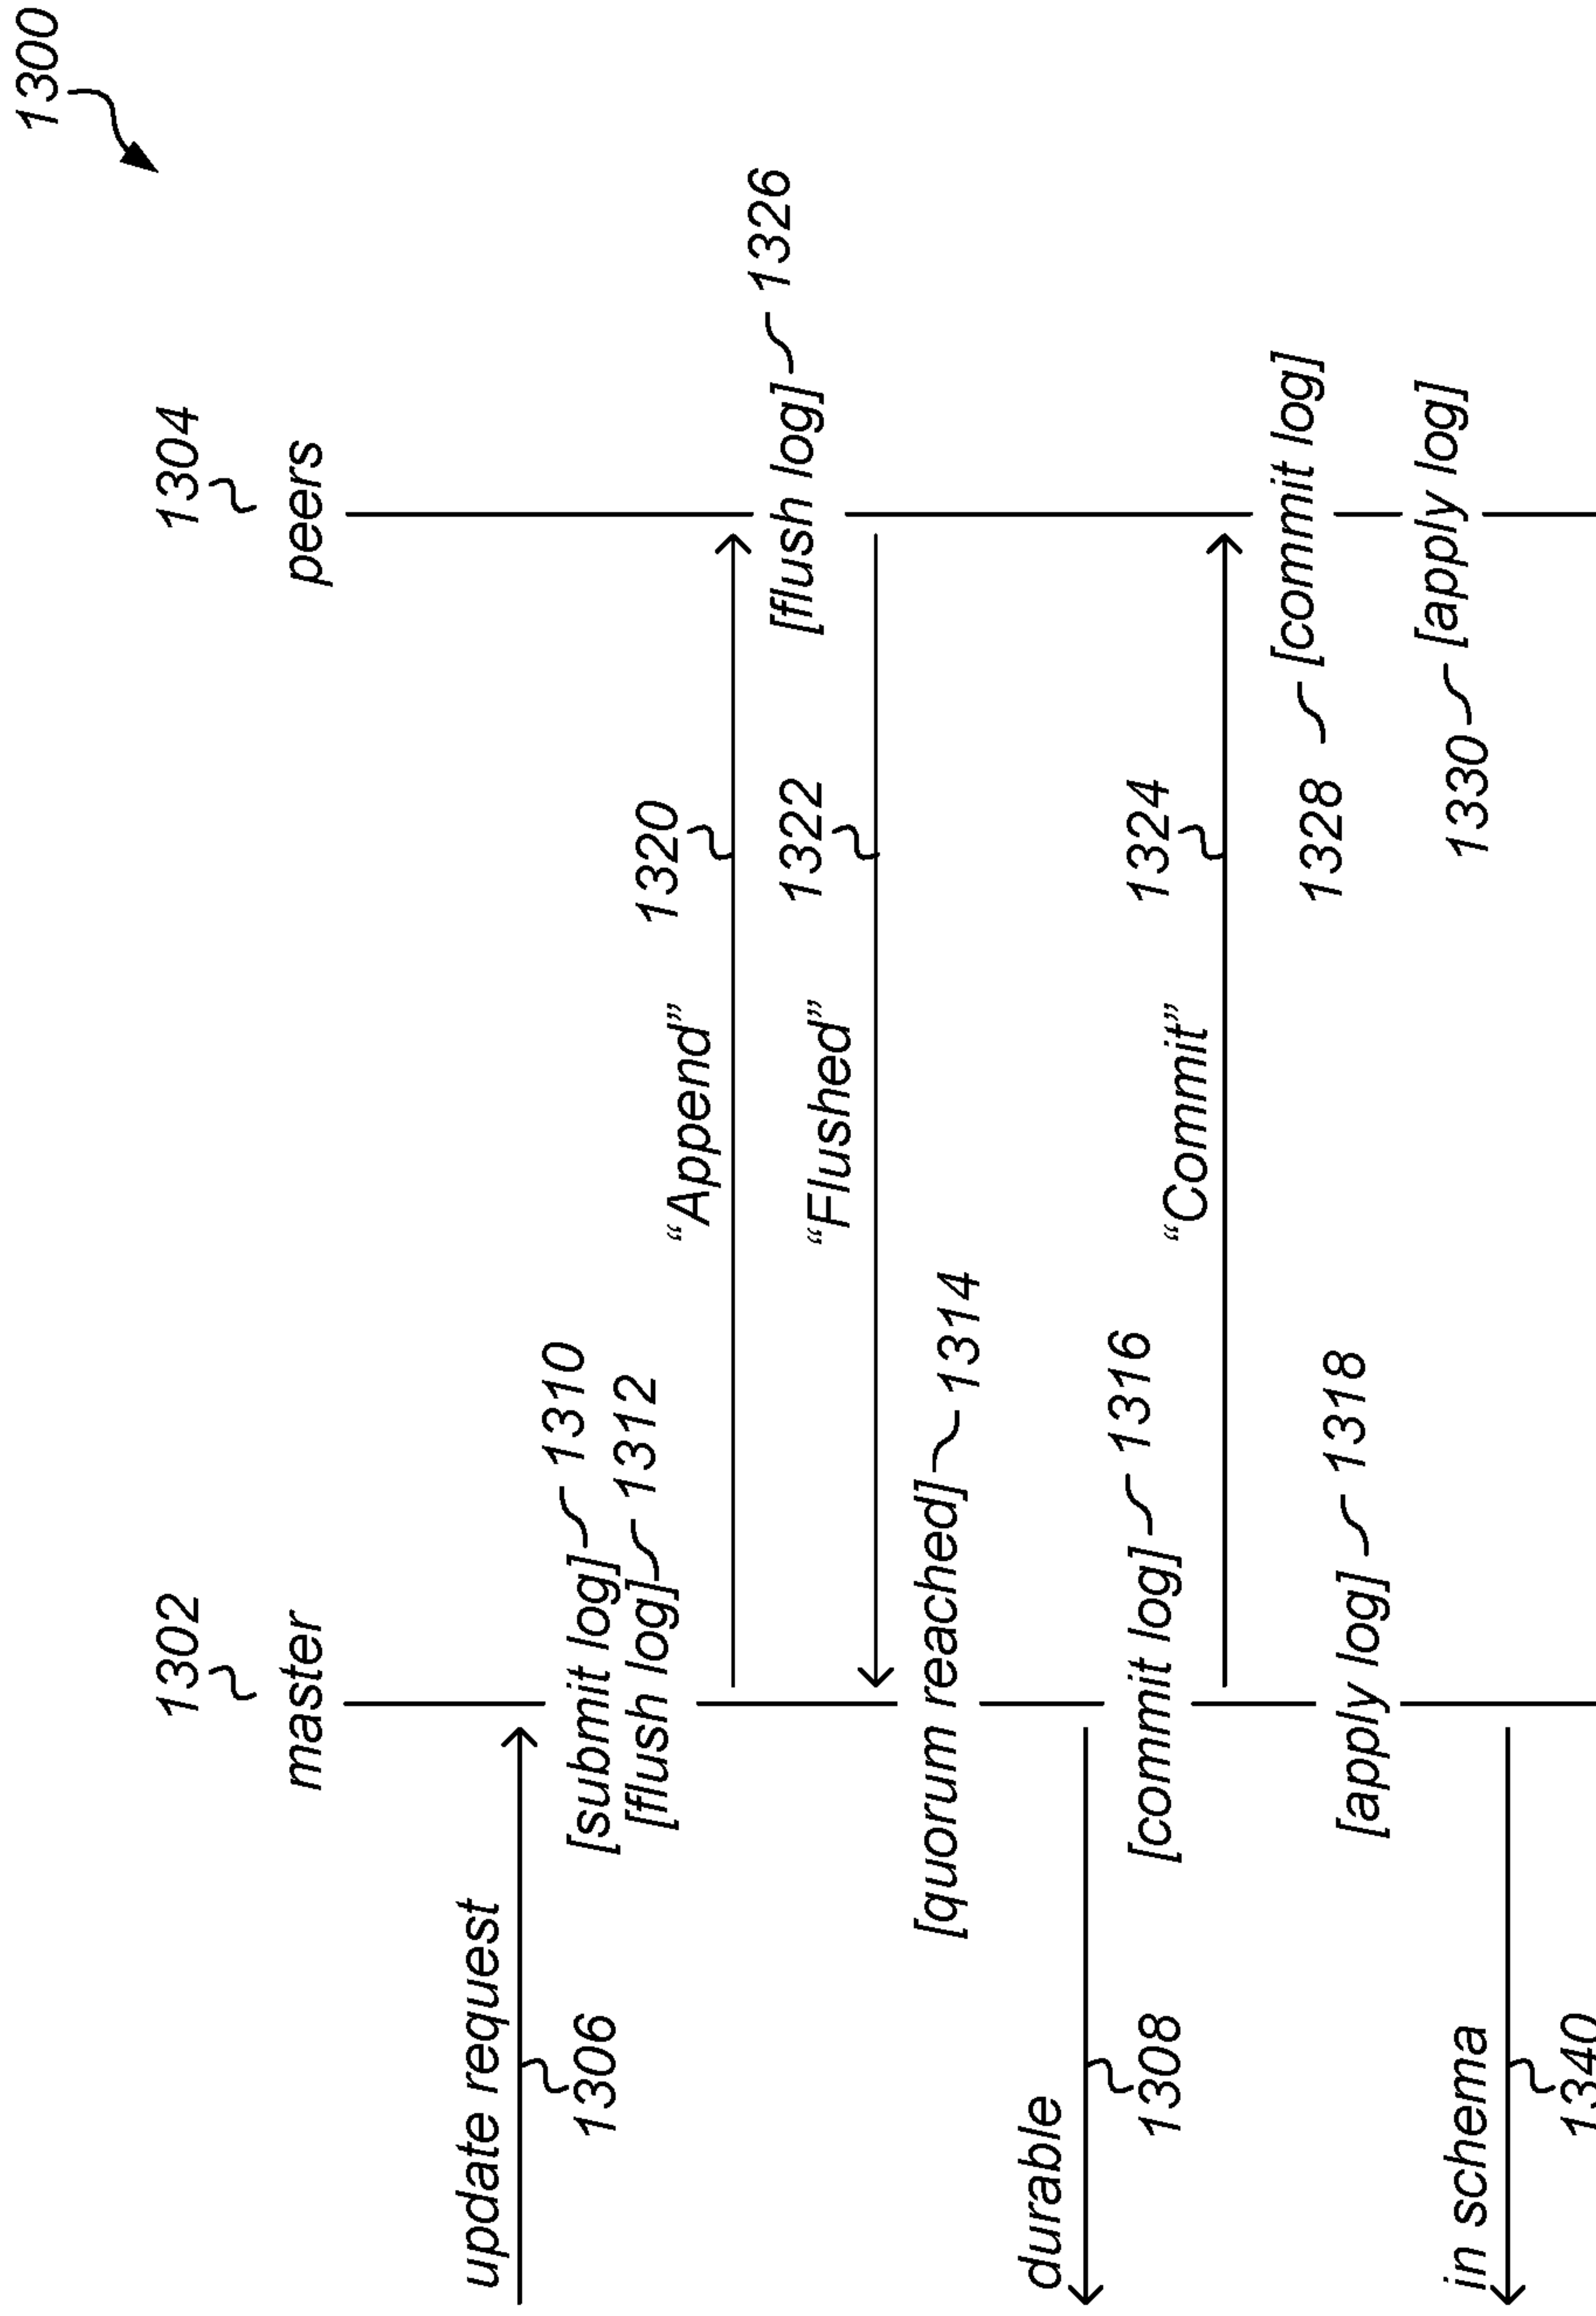 1300
1302
1304
master
peers
update request
1306
[submit log]
1310
[flush log]
1312
"Append"
1320
[flush log]
1326
"Flushed"
1322
[quorum reached]
1314
durable
1308
[commit log]
1316
"Commit"
1324
1328
[commit log]
[apply log]
1318
1330
[apply log]
in schema
1340